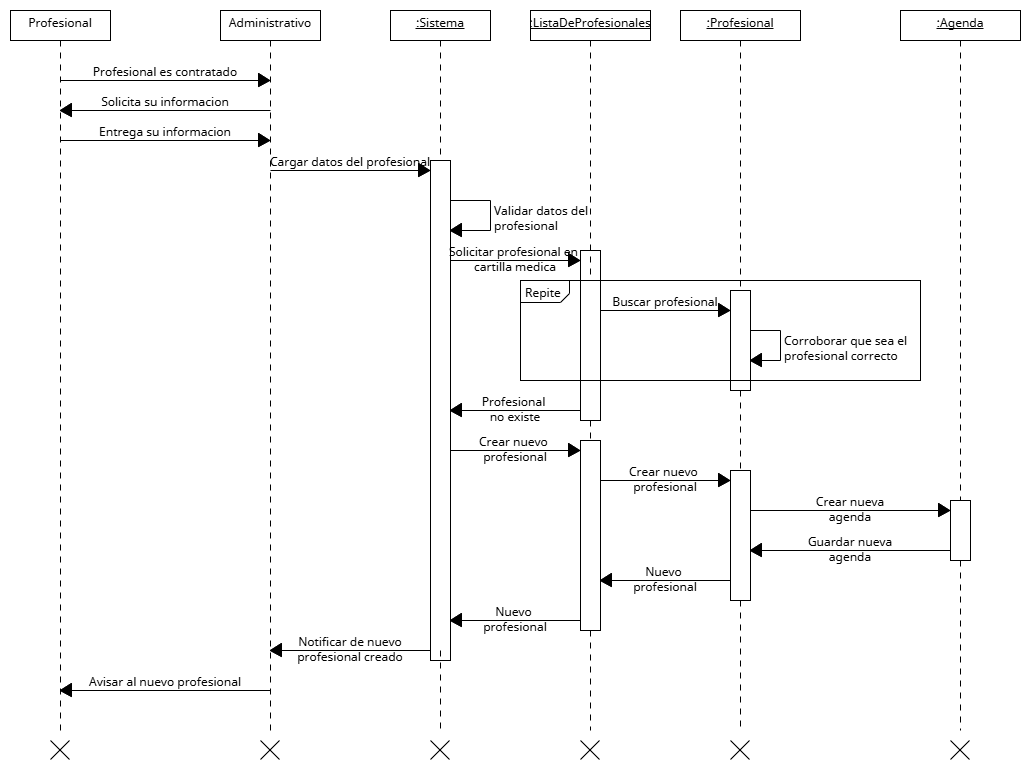 Profesional
Administrativo
:Sistema
:ListaDeProfesionales
:Profesional
:Agenda
Profesional es contratado
Solicita su informacion
Entrega su informacion
Cargar datos del profesional
Validar datos del
profesional
Solicitar profesional en
cartilla medica
Repite
Buscar profesional
Corroborar que sea el
profesional correcto
Profesional
no existe
Crear nuevo
profesional
Crear nuevo
profesional
Crear nueva
agenda
Guardar nueva
agenda
Nuevo
profesional
Nuevo
profesional
Notificar de nuevo
profesional creado
Avisar al nuevo profesional